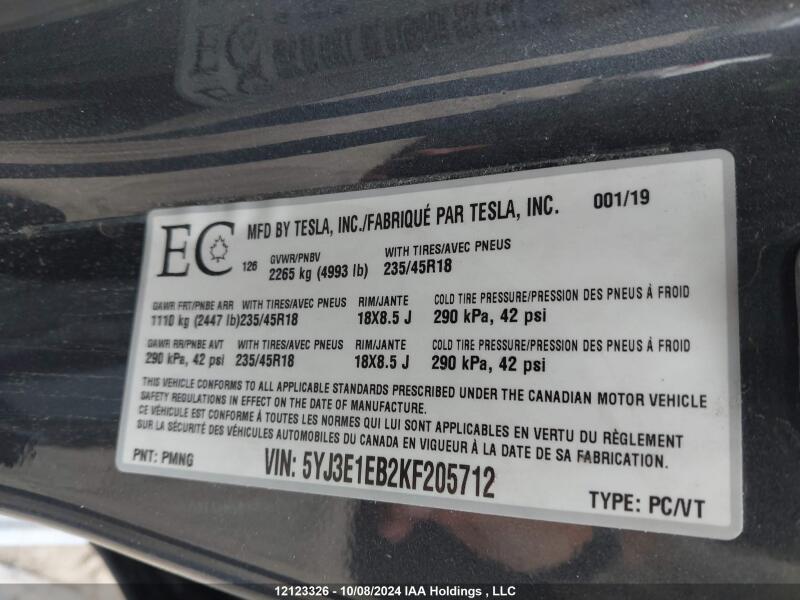 EC
126
MFD BY TESLA, INC./FABRIQUÉ PAR TESLA, INC. 001/19
GVWR/PNBV WITH TIRES/AVEC PNEUS
2265 kg (4993 lb) 235/45R18
GAWR FRT/PNBE ARR WITH TIRES/AVEC PNEUS RIM/JANTE COLD TIRE PRESSURE/PRESSION DES PNEUS À FROID
1110 kg (2447 lb) 235/45R18 18X8.5 J 290 kPa, 42 psi
GAWR RR/PNBE AVT WITH TIRES/AVEC PNEUS RIM/JANTE COLD TIRE PRESSURE/PRESSION DES PNEUS À FROID
290 kPa, 42 psi 235/45R18 18X8.5 J 290 kPa, 42 psi
THIS VEHICLE CONFORMS TO ALL APPLICABLE STANDARDS PRESCRIBED UNDER THE CANADIAN MOTOR VEHICLE
SAFETY REGULATIONS IN EFFECT ON THE DATE OF MANUFACTURE.
CE VÉHICULE EST CONFORME À TOUTES LES NORMES QUI LUI SONT APPLICABLES EN VERTU DU RÈGLEMENT
SUR LA SÉCURITÉ DES VÉHICULES AUTOMOBILES DU CANADA EN VIGUEUR À LA DATE DE SA FABRICATION.
PNT: PMNG VIN: 5YJ3E1EB2KF205712 TYPE: PC/VT
12123326 - 10/08/2024 IAA Holdings , LLC